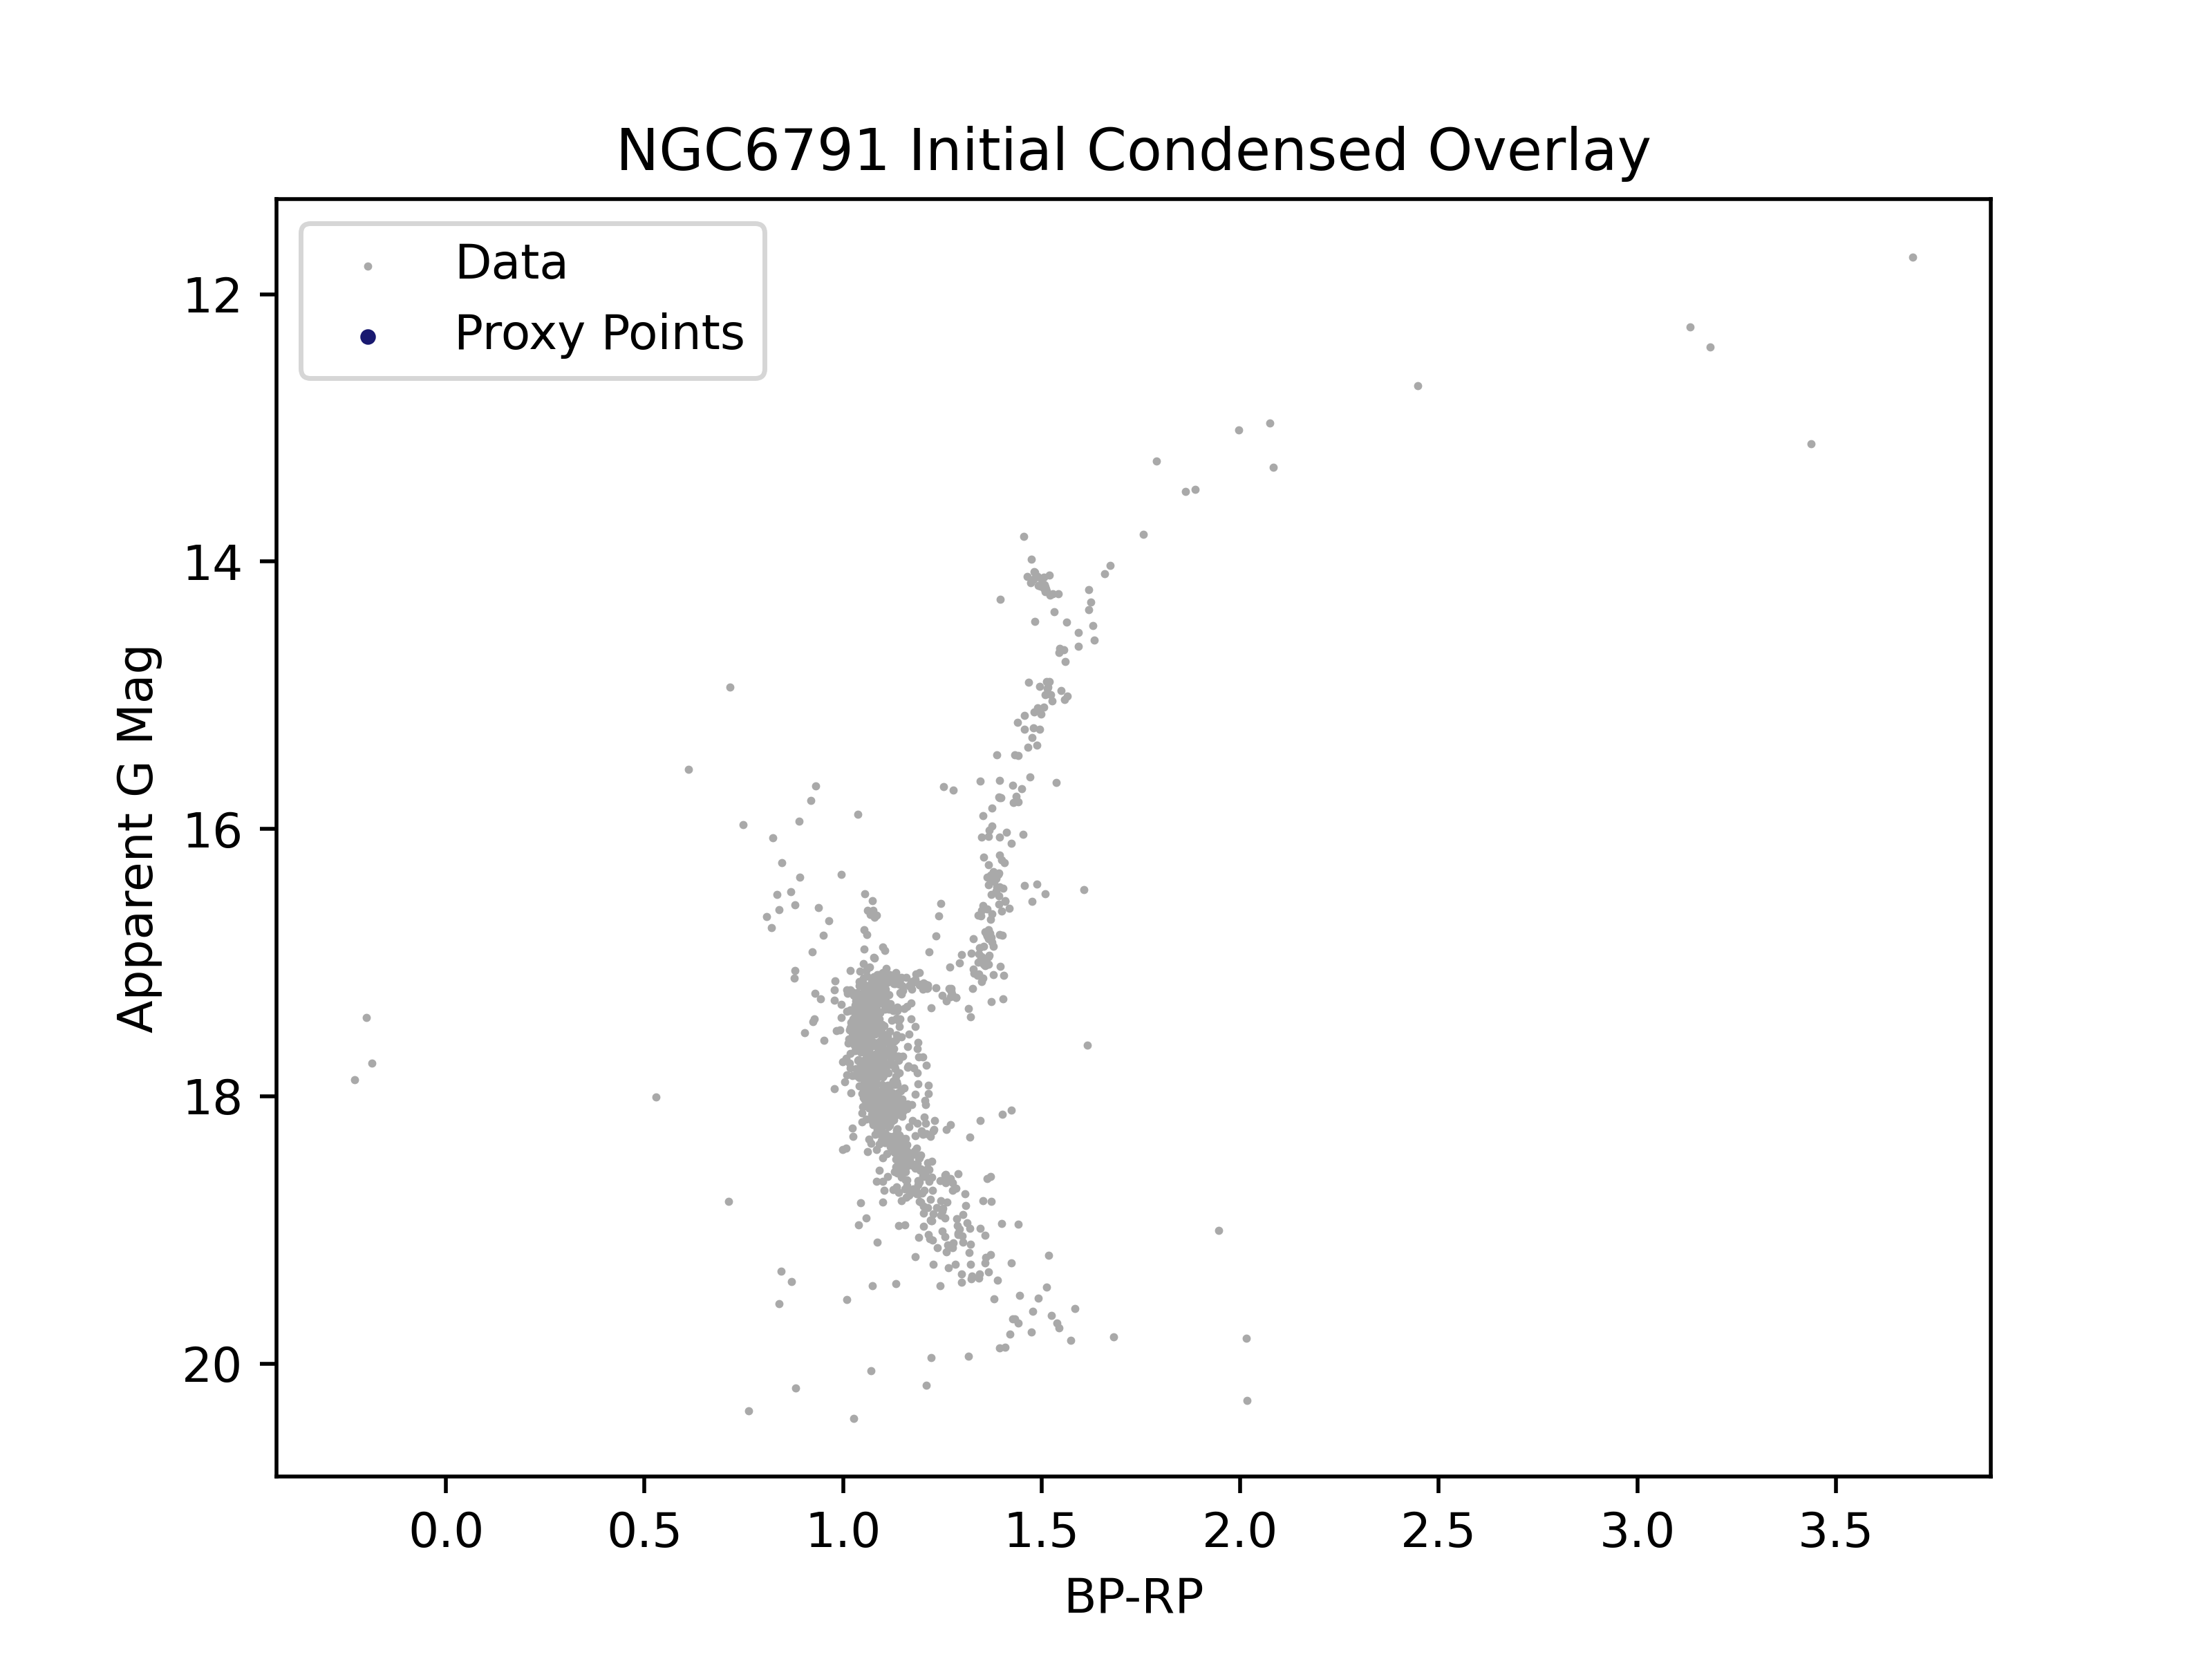 NGC6791 Initial Condensed Overlay
Data
Proxy Points
12
14
16
18
20
Apparent G Mag
0.0 0.5 1.0 1.5 2.0 2.5 3.0 3.5
BP-RP